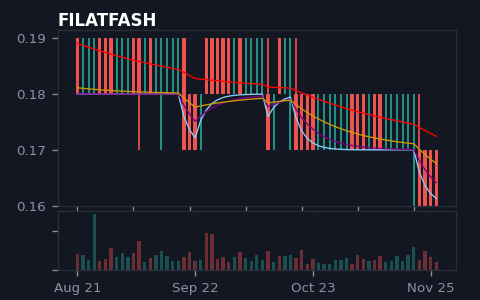 FILATFASH
0.19
0.18
0.17
0.16
Aug 21
Sep 22
Oct 23
Nov 25